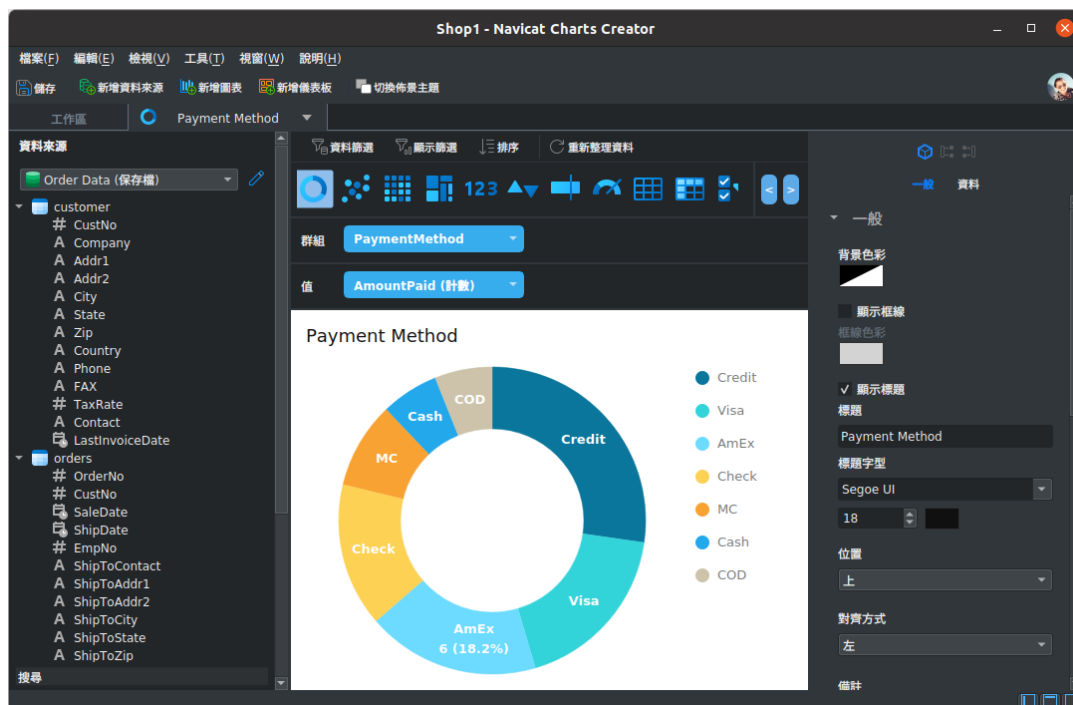 Shop1 - Navicat Charts Creator
檔案(F) 編輯(E) 檢視(V) 工具(T) 視窗(W) 說明(H)
儲存 新增資料來源 新增圖表 新增儀表板 切換佈景主題
工作區 Payment Method
資料來源
Order Data (保存檔)
customer
# CustNo
A Company
A Addr1
A Addr2
A City
A State
A Zip
A Country
A Phone
A FAX
# TaxRate
A Contact
LastInvoiceDate
orders
# OrderNo
# CustNo
SaleDate
ShipDate
# EmpNo
A ShipToContact
A ShipToAddr1
A ShipToAddr2
A ShipToCity
A ShipToState
A ShipToZip
搜尋
資料篩選 顯示篩選 排序 重新整理資料
123
< >
群組 PaymentMethod
值 AmountPaid (計數)
Payment Method
COD
Cash
Credit
MC
Check
Visa
AmEx
6 (18.2%)
Credit
Visa
AmEx
Check
MC
Cash
COD
一般 資料
一般
背景色彩
顯示框線
框線色彩
顯示標題
標題
Payment Method
標題字型
Segoe UI
18
位置
上
對齊方式
左
備註